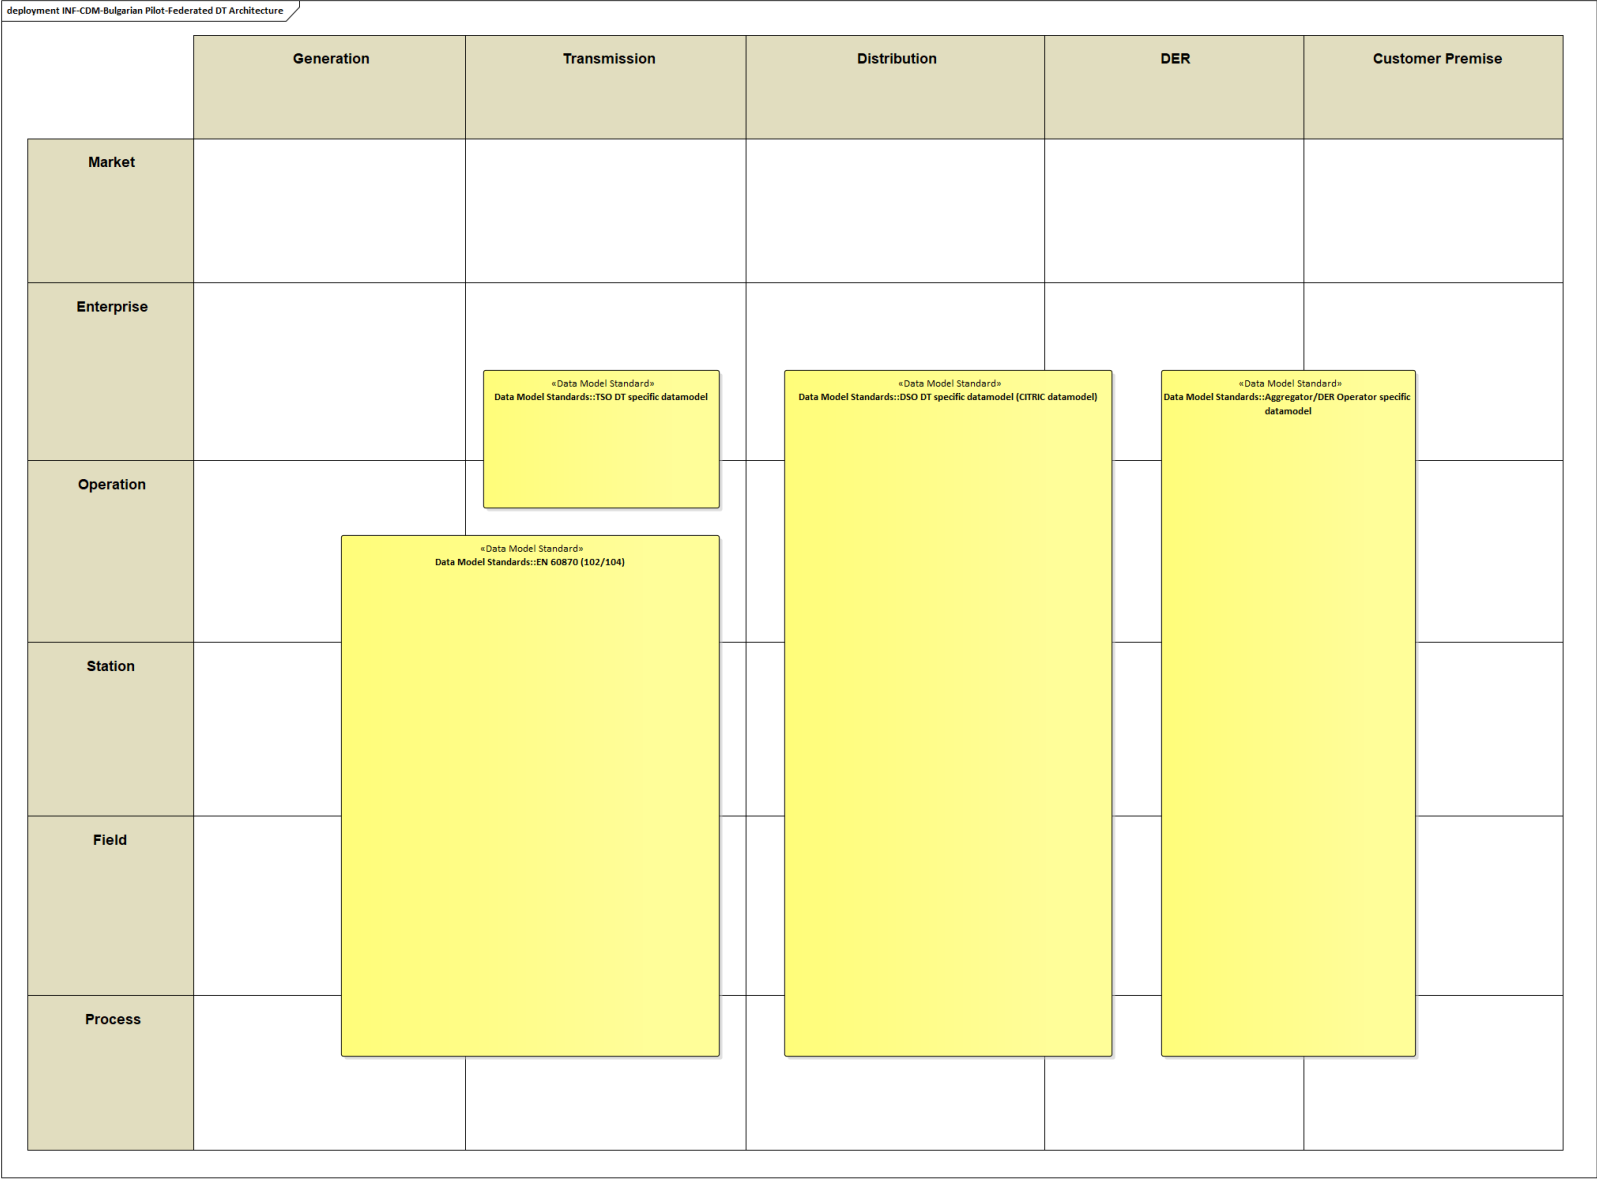 deployment INF-CDM-Bulgarian Pilot-Federated DT Architecture
Generation
Transmission
Distribution
DER
Customer Premise
Market
Enterprise
«Data Model Standard»
Data Model Standards::TSO DT specific datamodel
«Data Model Standard»
Data Model Standards::DSO DT specific datamodel (CITRIC datamodel)
«Data Model Standard»
Data Model Standards::Aggregator/DER Operator specific
datamodel
Operation
«Data Model Standard»
Data Model Standards::EN 60870 (102/104)
Station
Field
Process